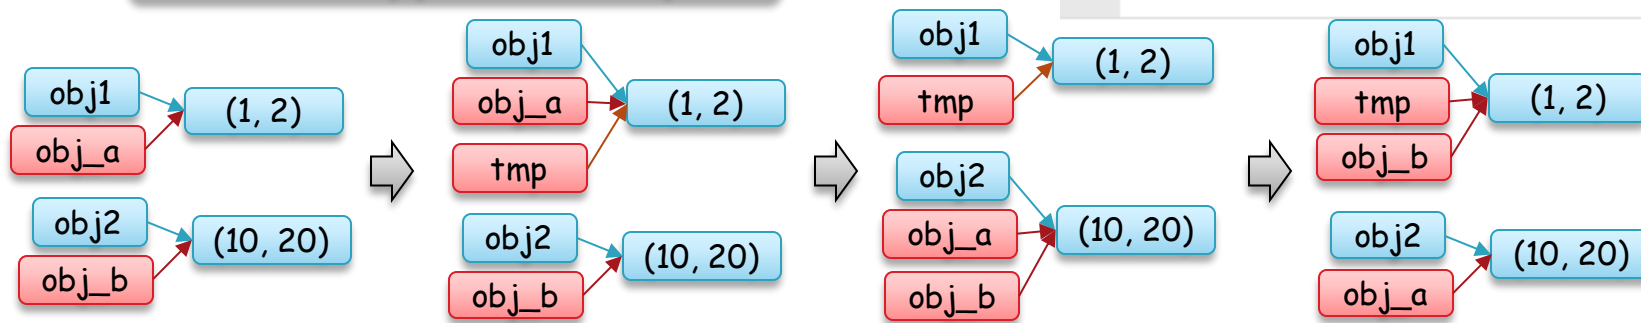 obj1
(1, 2)
obj_a
obj2
(10, 20)
obj_b
obj1
obj_a
(1, 2)
tmp
obj2
(10, 20)
obj_b
obj1
(1, 2)
tmp
obj2
obj_a
(10, 20)
obj_b
obj1
tmp
(1, 2)
obj_b
obj2
(10, 20)
obj_a